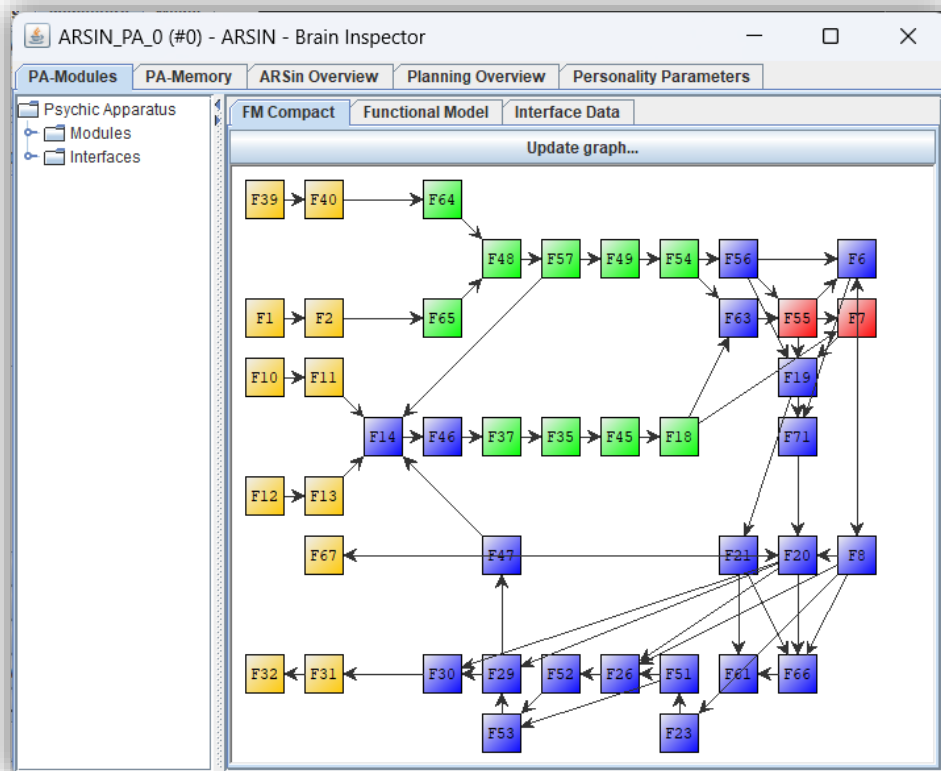 ARSIN_PA_0 (#0) - ARSIN - Brain Inspector
PA-Modules PA-Memory ARSin Overview Planning Overview Personality Parameters
Psychic Apparatus
Modules
Interfaces
FM Compact Functional Model Interface Data
Update graph...
F39 F40 F64
F48 F57 F49 F54 F56 F6
F1 F2 F65 F63 F55 F7
F10 F11 F19
F14 F46 F37 F35 F45 F18 F71
F12 F13
F67 F47 F21 F20 F8
F32 F31 F30 F29 F52 F26 F51 F61 F66
F53 F23